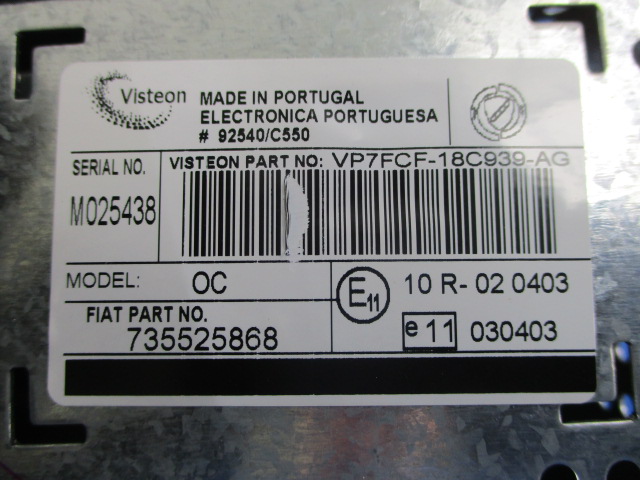 Visteon
MADE IN PORTUGAL
ELECTRONICA PORTUGUESA
# 92540/C550
SERIAL NO.
M025438
VISTEON PART NO: VP7FCF-18C939-AG
MODEL: OC
FIAT PART NO.
735525868
E11 10 R- 02 0403
e 11 030403